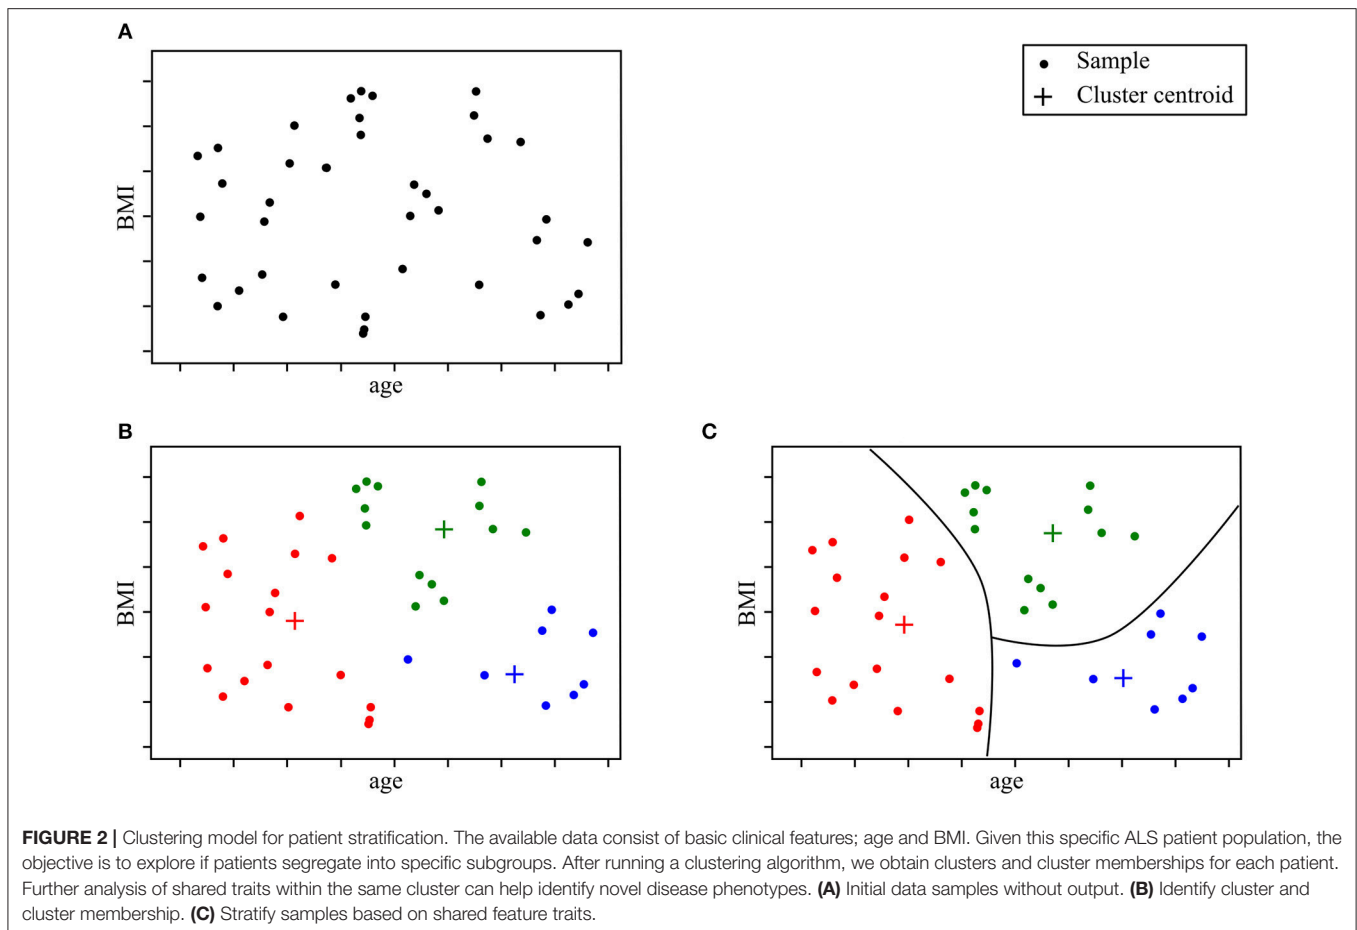 A
Sample
Cluster centroid
BMI
age
B
C
BMI
BMI
age
age
FIGURE 2 | Clustering model for patient stratification. The available data consist of basic clinical features; age and BMI. Given this specific ALS patient population, the
objective is to explore if patients segregate into specific subgroups. After running a clustering algorithm, we obtain clusters and cluster memberships for each patient.
Further analysis of shared traits within the same cluster can help identify novel disease phenotypes. (A) Initial data samples without output. (B) Identify cluster and
cluster membership. (C) Stratify samples based on shared feature traits.